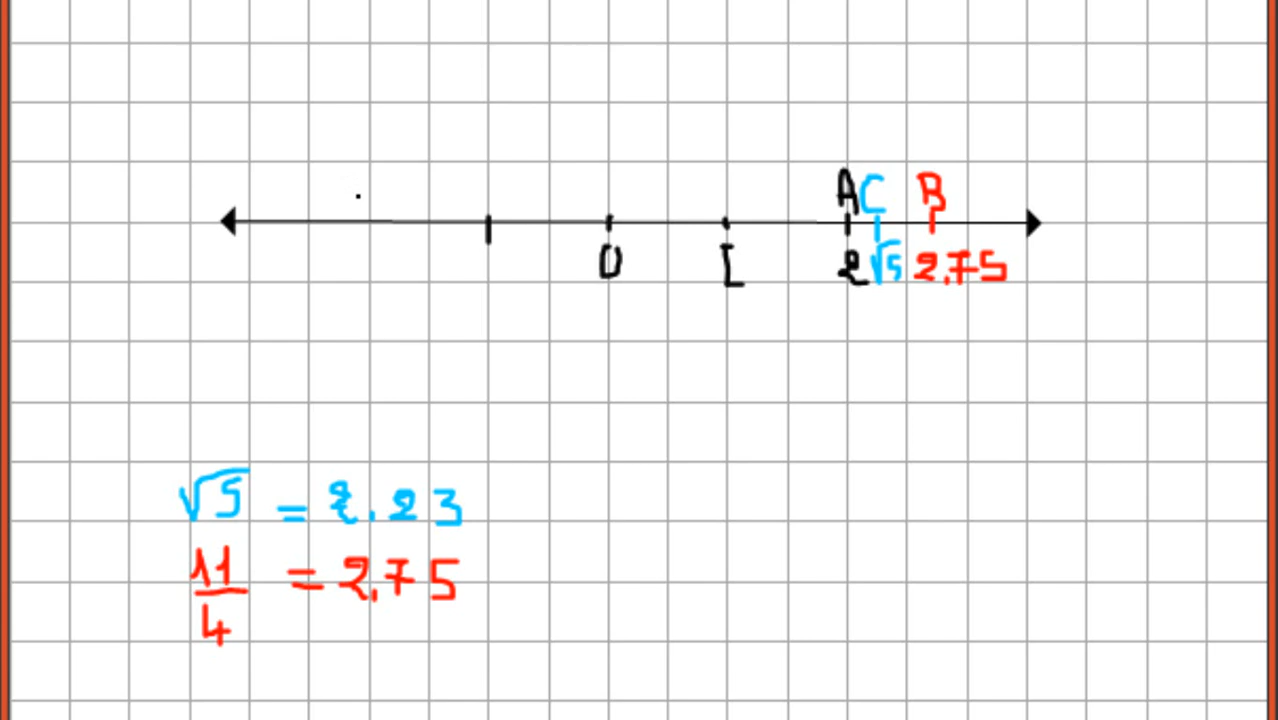 A C B
0 1 2 √5 2,75
√5 = 2.23
11/4 = 2,75